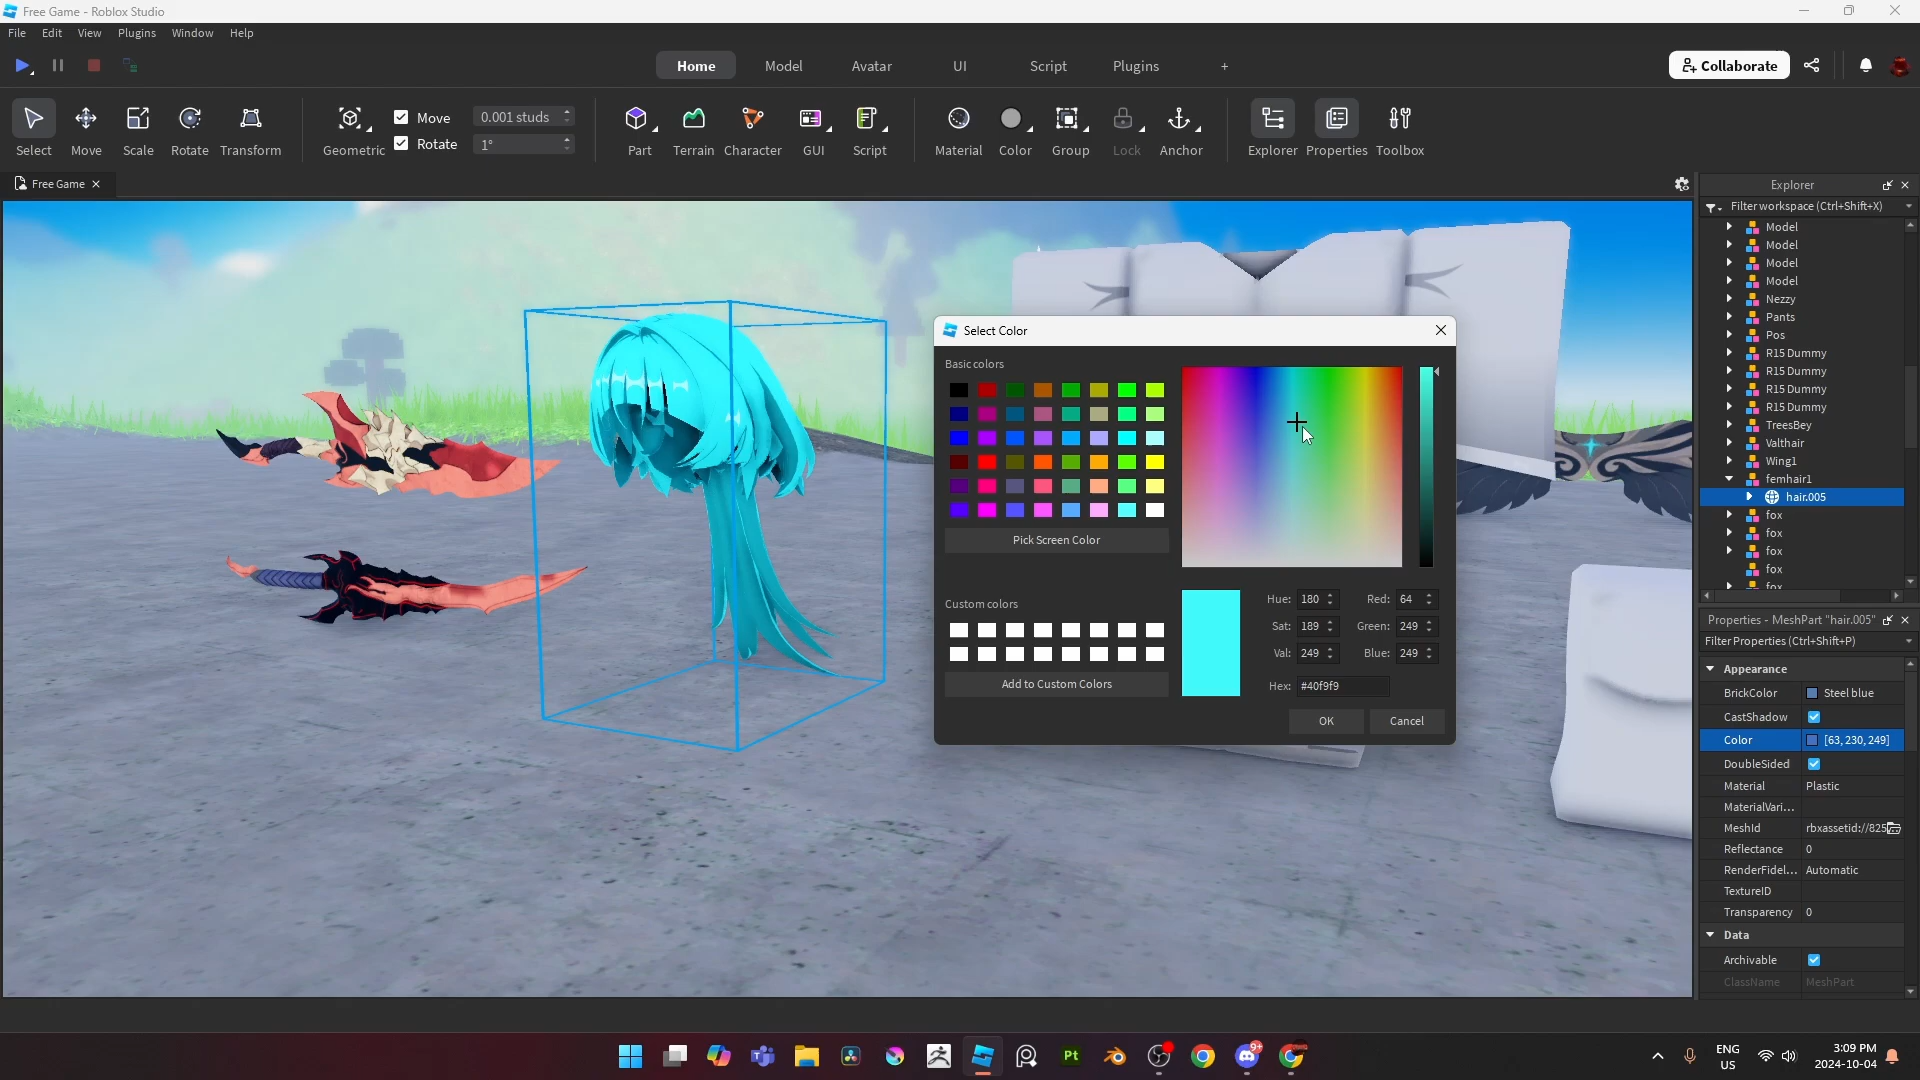 Free Game - Roblox Studio
File Edit View Plugins Window Help
Home Model Avatar UI Script Plugins +
Collaborate
Select Move Scale Rotate Transform
Geometric
Move 0.001 studs
Rotate 1°
Part Terrain Character GUI Script
Material Color Group Lock Anchor
Explorer Properties Toolbox
Free Game
Explorer
Filter workspace (Ctrl+Shift+X)
Model
Model
Model
Model
Nezzy
Pants
Pos
R15 Dummy
R15 Dummy
R15 Dummy
R15 Dummy
TreesBey
Valthair
Wing1
femhair1
hair.005
fox
fox
fox
fox
fox
Select Color
Basic colors
Pick Screen Color
Custom colors
Add to Custom Colors
Hue: 180 Red: 64
Sat: 189 Green: 249
Val: 249 Blue: 249
Hex: #40f9f9
OK Cancel
Properties - MeshPart "hair.005"
Filter Properties (Ctrl+Shift+P)
Appearance
BrickColor Steel blue
CastShadow
Color [63, 230, 249]
DoubleSided
Material Plastic
MaterialVari...
MeshId rbxassetid://825
Reflectance 0
RenderFidel... Automatic
TextureID
Transparency 0
Data
Archivable
ClassName MeshPart
Pt
9+
ENG
US
3:09 PM
2024-10-04